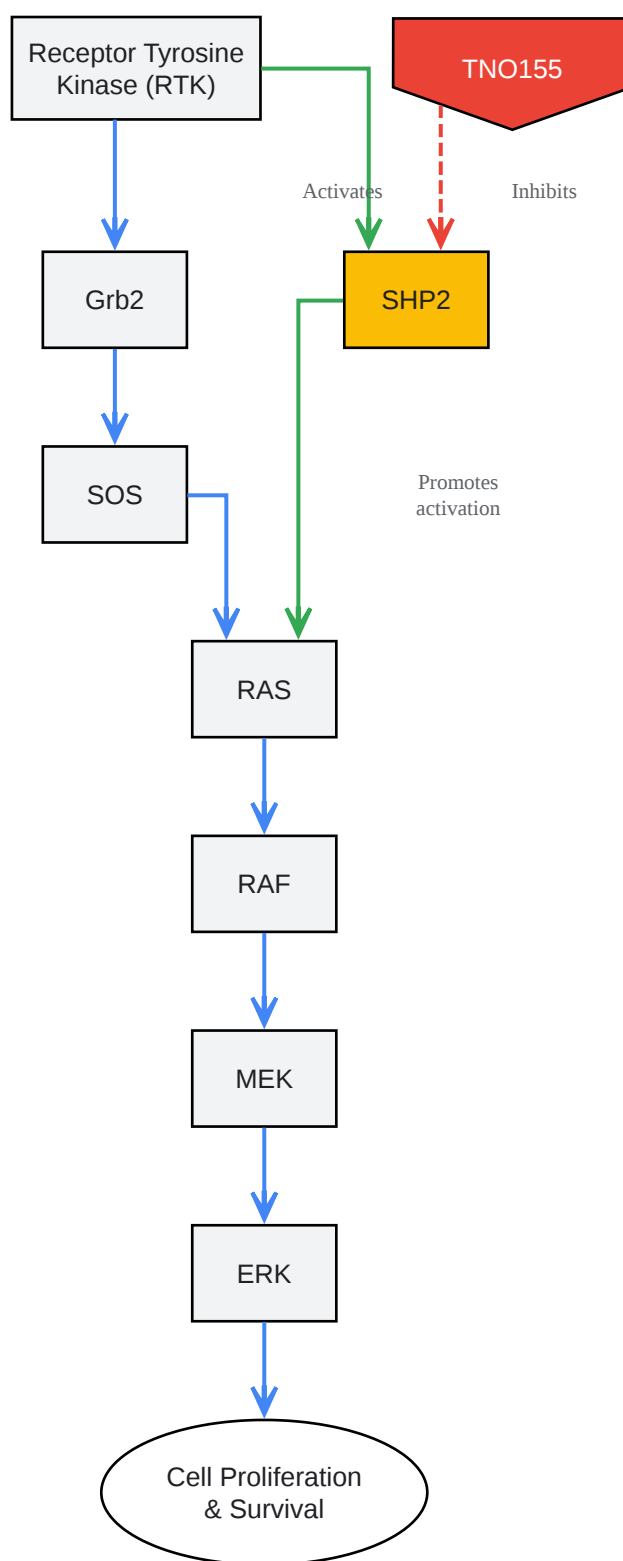 Receptor Tyrosine
Kinase (RTK)
TNO155
Activates
Inhibits
Grb2
SHP2
SOS
Promotes
activation
RAS
RAF
MEK
ERK
Cell Proliferation
& Survival